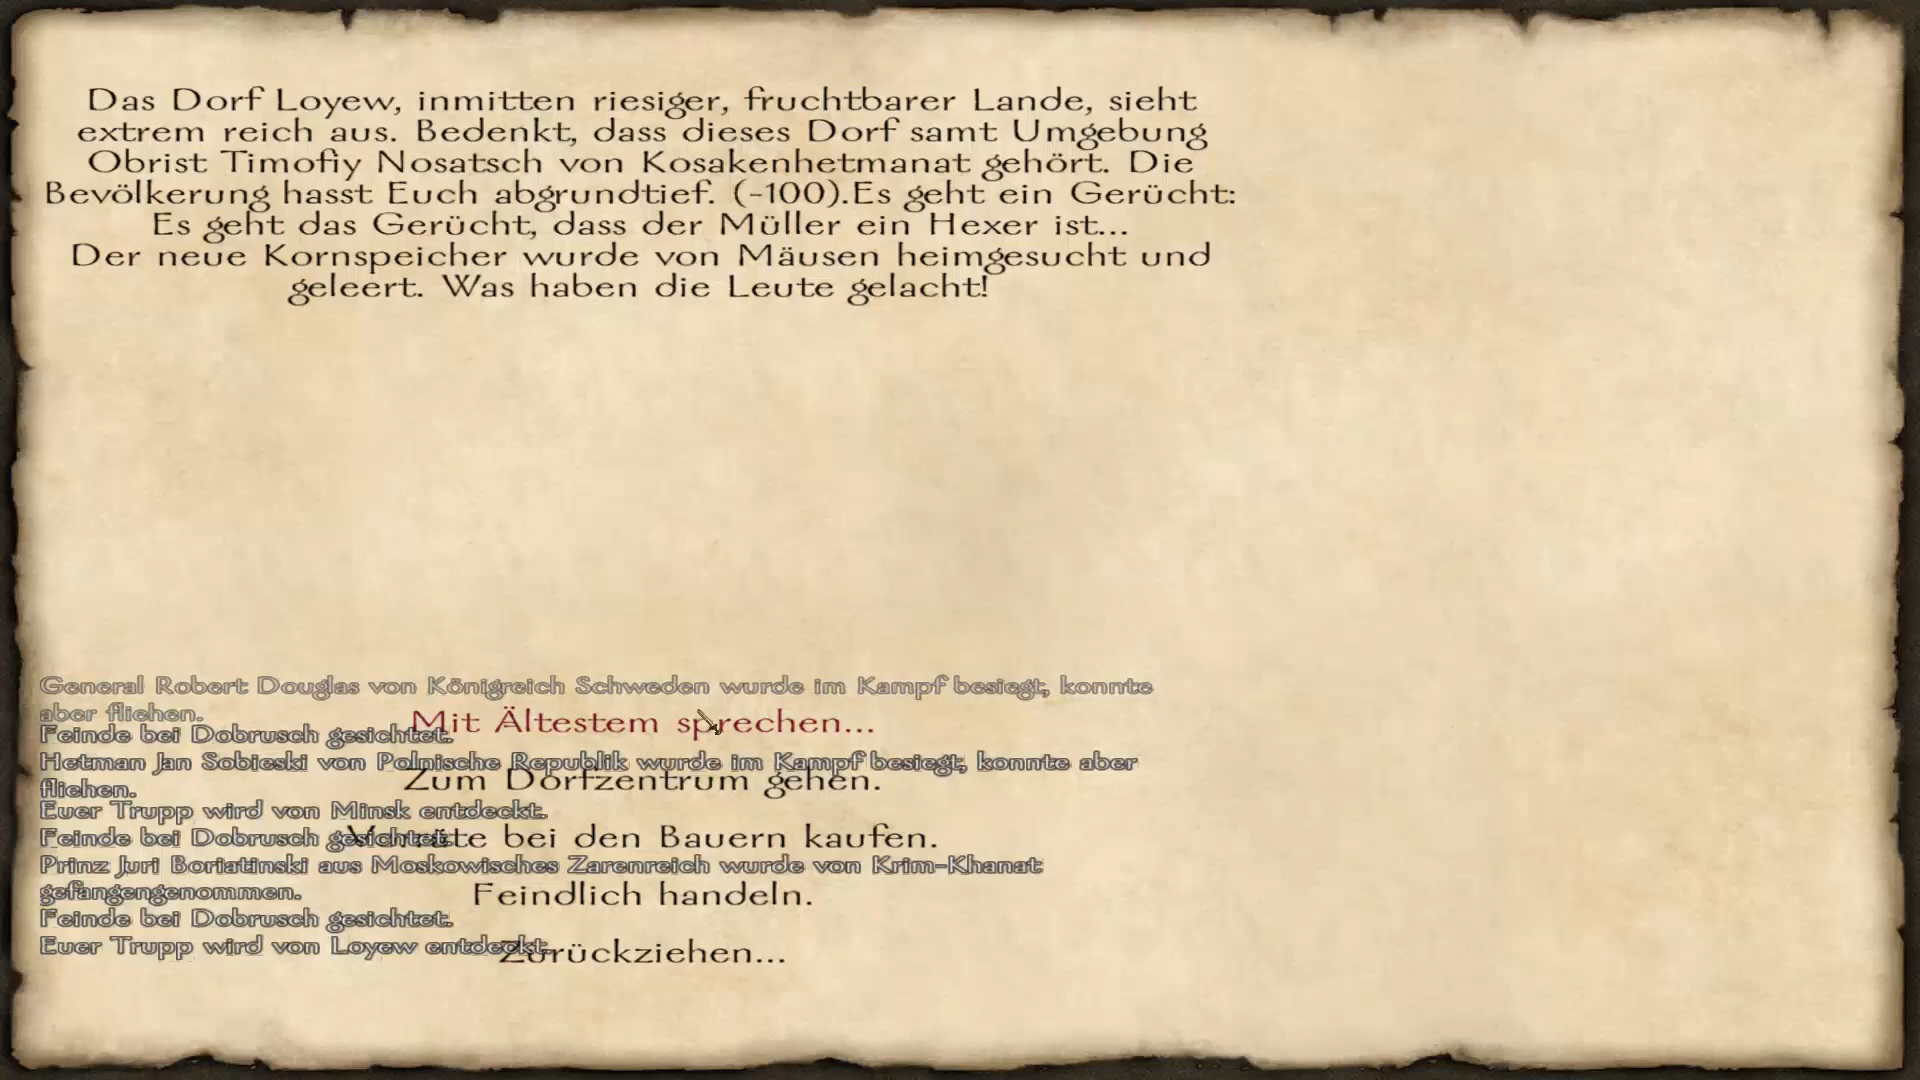 Das Dorf Loyew, inmitten riesiger, fruchtbarer Lande, sieht
extrem reich aus. Bedenkt, dass dieses Dorf samt Umgebung
Obrist Timofiy Nosatsch von Kosakenhetmanat gehört. Die
Bevölkerung hasst Euch abgrundtief. (-100).Es geht ein Gerücht:
Es geht das Gerücht, dass der Müller ein Hexer ist...
Der neue Kornspeicher wurde von Mäusen heimgesucht und
geleert. Was haben die Leute gelacht!
General Robert Douglas von Königreich Schweden wurde im Kampf besiegt, konnte
aber fliehen.
Mit Ältestem sprechen...
Feinde bei Dobrusch gesichtet.
Hetman Jan Sobieski von Polnische Republik wurde im Kampf besiegt, konnte aber
Zum Dorfzentrum gehen.
fliehen.
Euer Trupp wird von Minsk entdeckt.
Feinde bei Dobrusch gesichtet.
Vorräte bei den Bauern kaufen.
Prinz Juri Boriatinski aus Moskowisches Zarenreich wurde von Krim-Khanat
gefangengenommen.
Feindlich handeln.
Feinde bei Dobrusch gesichtet.
Euer Trupp wird von Loyew entdeckt.
Zurückziehen...